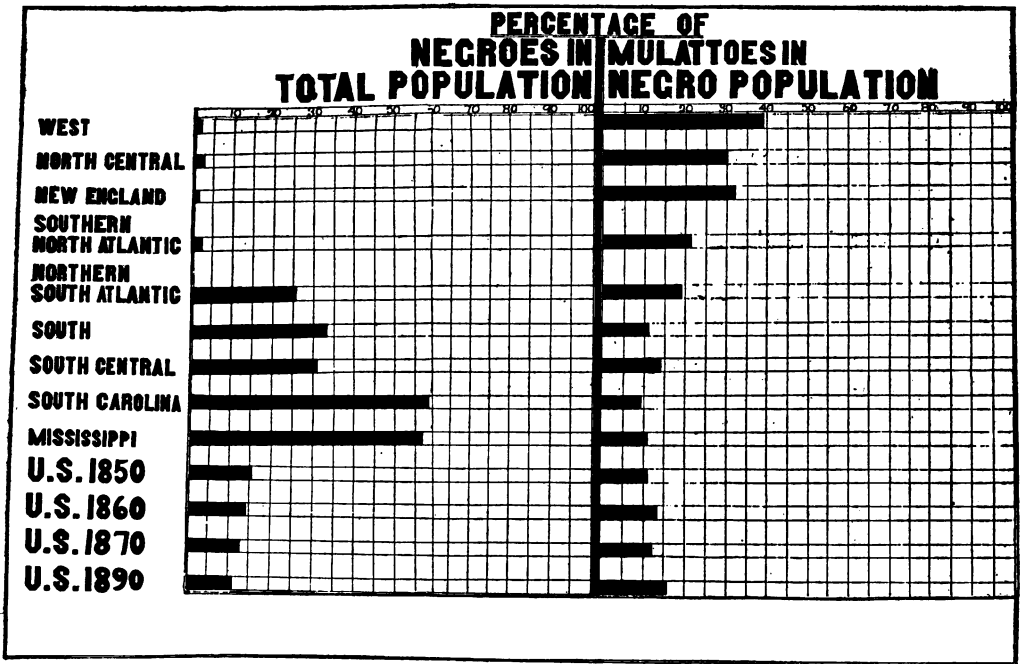 PERCENTAGE OF
NEGROES IN MULATTOES IN
TOTAL POPULATION NEGRO POPULATION
10 20 30 40 50 60 70 80 90 100 10 20 30 40 50 60 70 80 90 100
WEST
NORTH CENTRAL
NEW ENGLAND
SOUTHERN
NORTH ATLANTIC
NORTHERN
SOUTH ATLANTIC
SOUTH
SOUTH CENTRAL
SOUTH CAROLINA
MISSISSIPPI
U.S. 1850
U.S. 1860
U.S. 1870
U.S. 1890